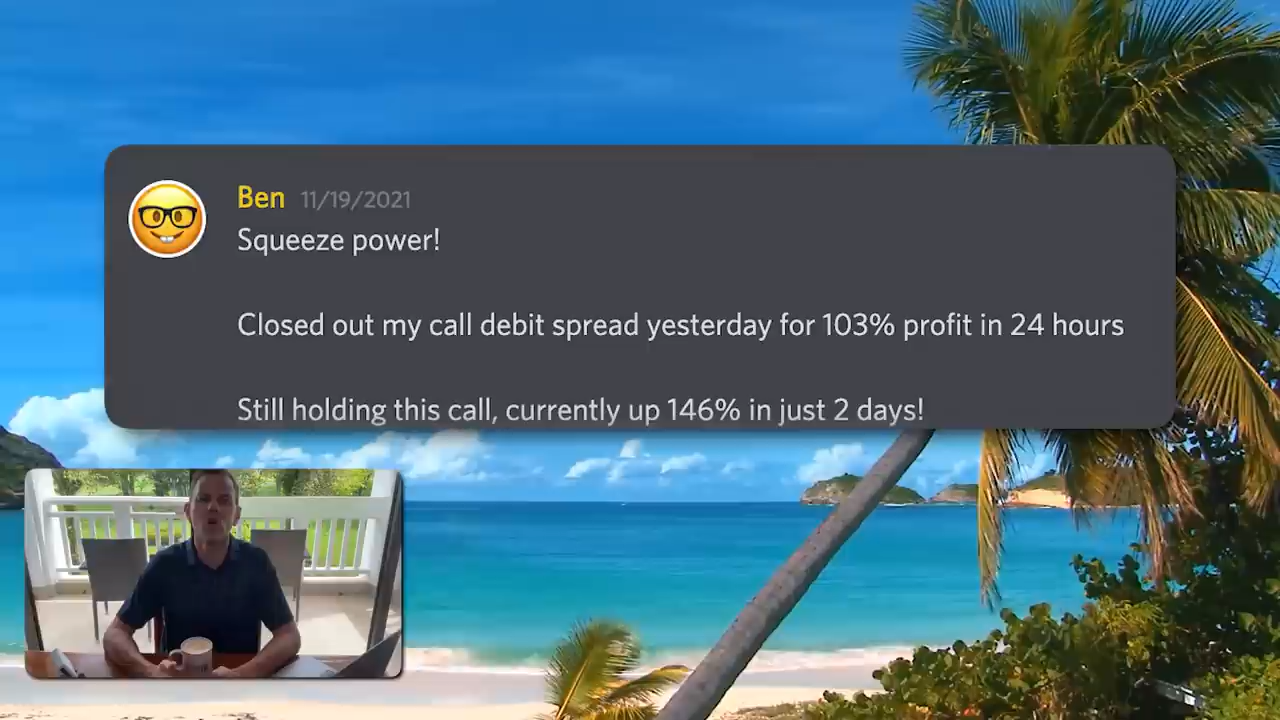 Ben 11/19/2021
Squeeze power!
Closed out my call debit spread yesterday for 103% profit in 24 hours
Still holding this call, currently up 146% in just 2 days!